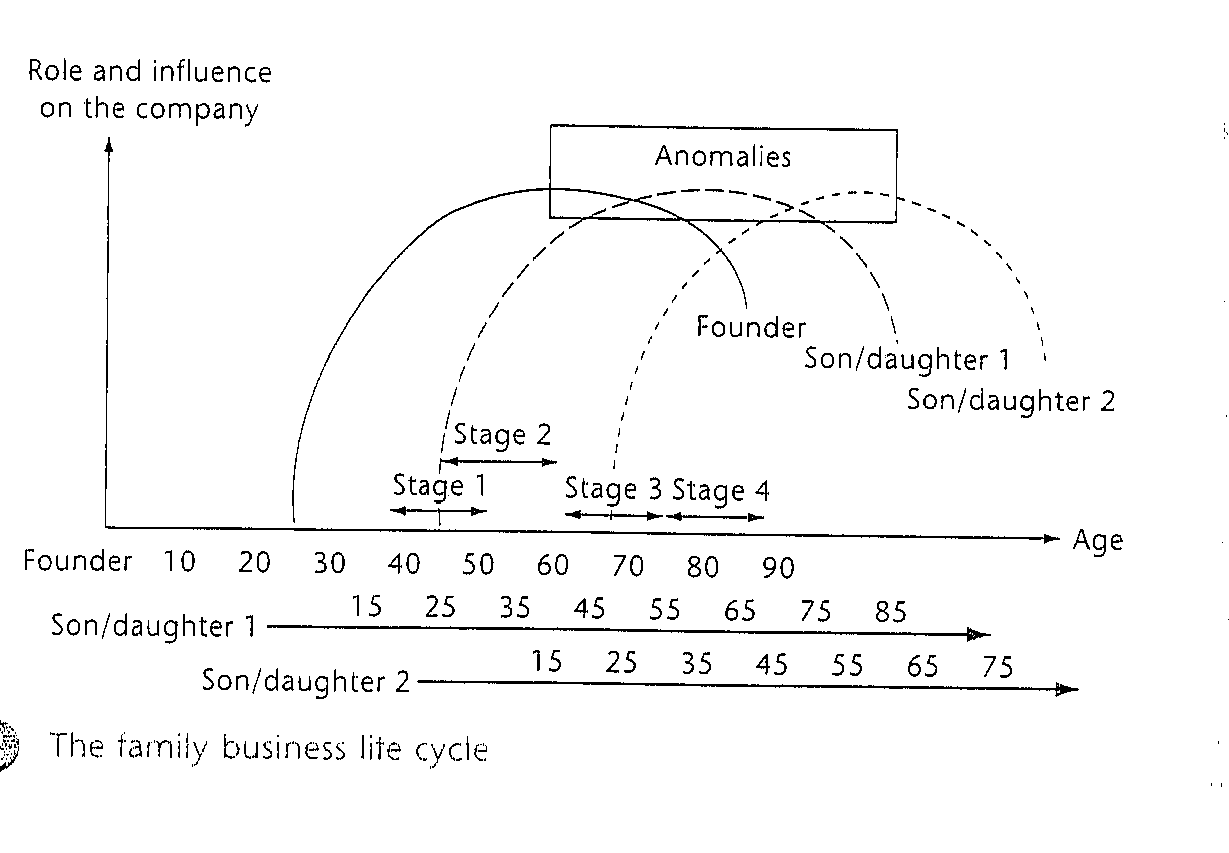 Role and influence
on the company
Anomalies
Founder
Son/daughter 1
Son/daughter 2
Stage 2
Stage 1
Stage 3 Stage 4
Age
Founder 10 20 30 40 50 60 70 80 90
15 25 35 45 55 65 75 85
Son/daughter 1
15 25 35 45 55 65 75
Son/daughter 2
The family business life cycle